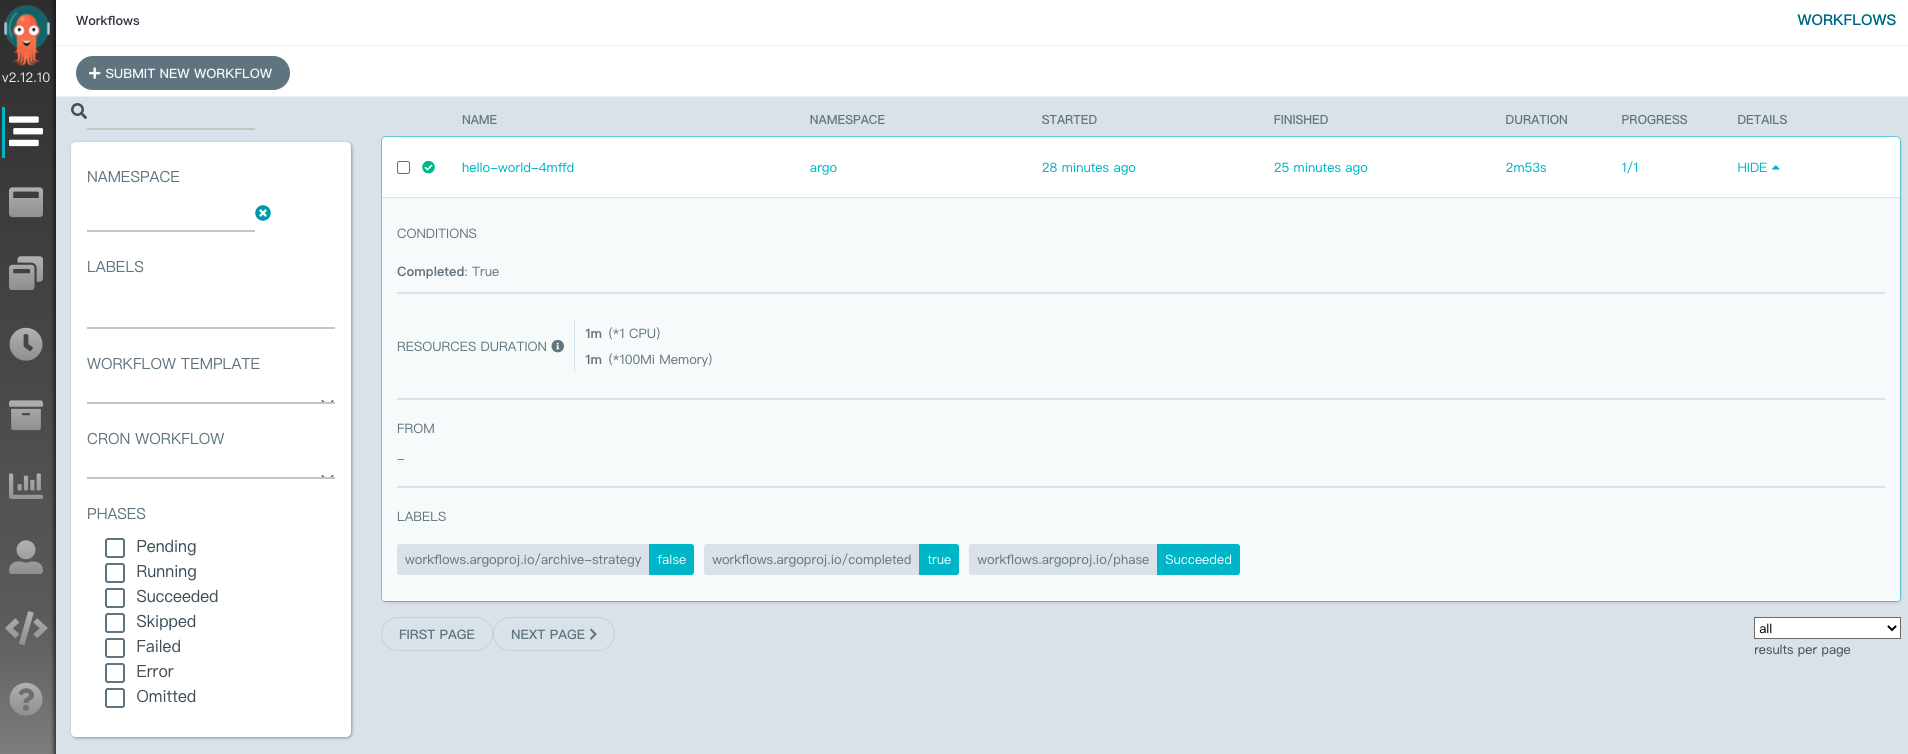 Workflows
WORKFLOWS
v2.12.10
SUBMIT NEW WORKFLOW
NAMESPACE
LABELS
WORKFLOW TEMPLATE
CRON WORKFLOW
PHASES
Pending
Running
Succeeded
Skipped
Failed
Error
Omitted
NAME NAMESPACE STARTED FINISHED DURATION PROGRESS DETAILS
hello-world-4mffd argo 28 minutes ago 25 minutes ago 2m53s 1/1 HIDE
CONDITIONS
Completed: True
RESOURCES DURATION
1m (*1 CPU)
1m (*100Mi Memory)
FROM
-
LABELS
workflows.argoproj.io/archive-strategy false workflows.argoproj.io/completed true workflows.argoproj.io/phase Succeeded
FIRST PAGE NEXT PAGE
all
results per page